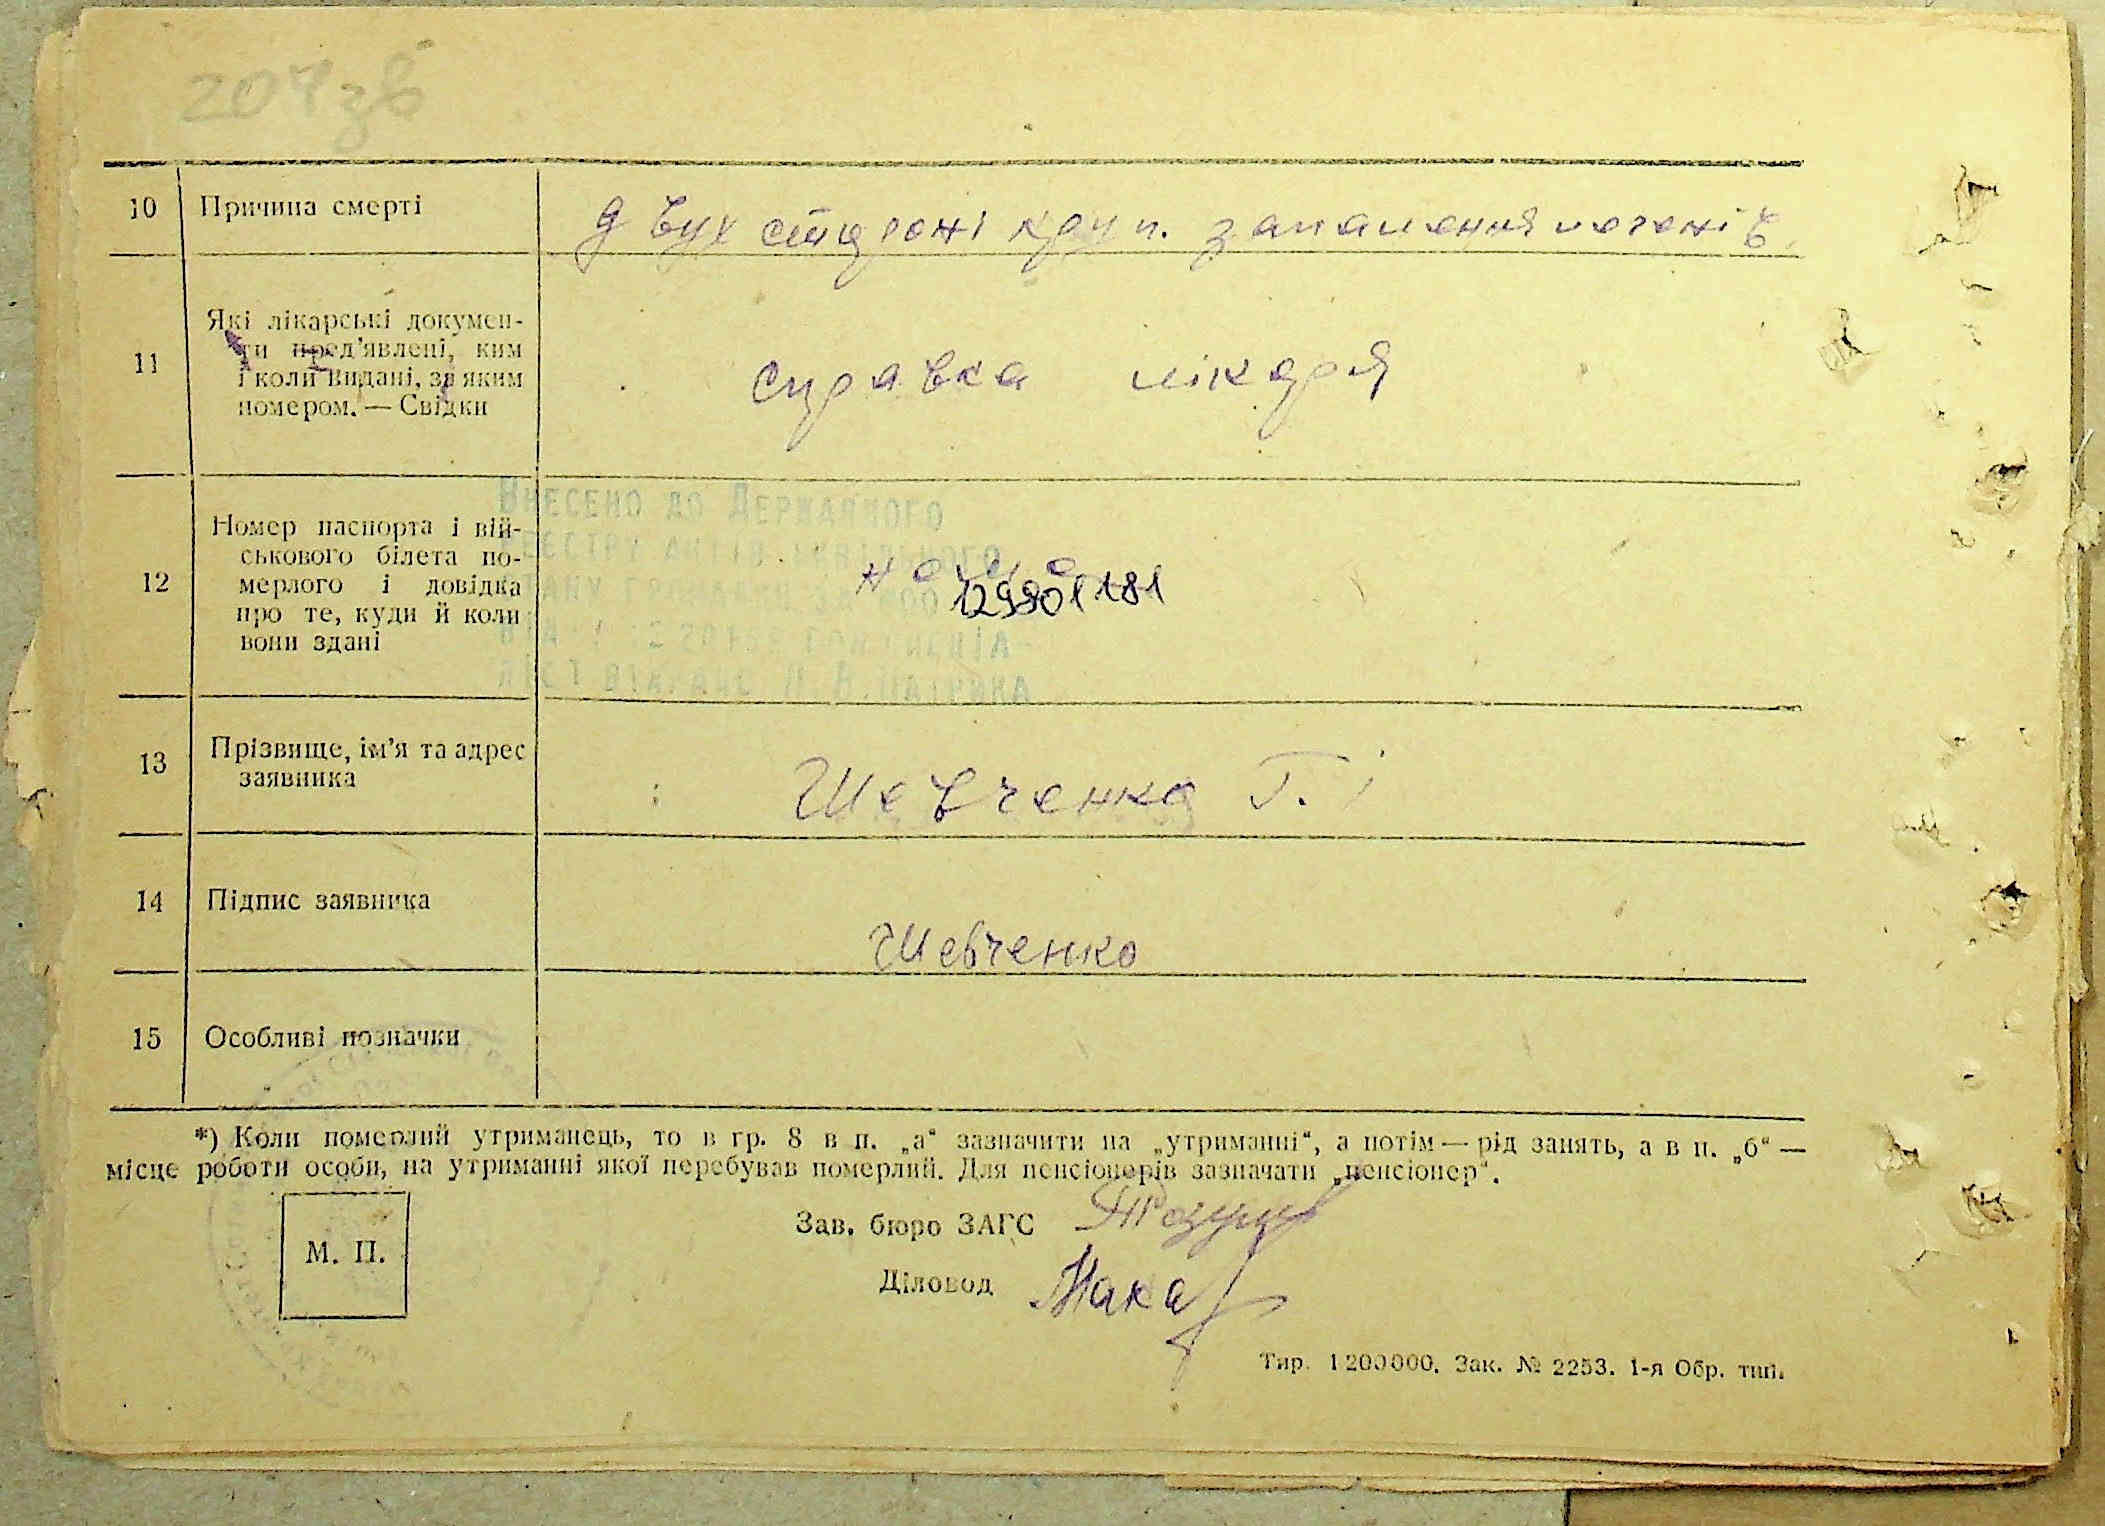 204 зв
10 Причина смерті
двух стороні круп. запалення легенів
11 Які лікарські докумен-
ти пред'явлені, ким
і коли видані, за яким
номером. — Свідки
справка лікаря
Внесено до Державного
реєстру актів цивільного
стану громадян
12 Номер паспорта і вій-
ськового білета по-
мерлого і довідка
про те, куди й коли
вони здані
129901181
13 Прізвище, ім'я та адрес
заявника
Шевченко Г. І
14 Підпис заявника
Шевченко
15 Особливі позначки
*) Коли померлий утриманець, то в гр. 8 в п. „а“ зазначити на „утриманні“, а потім — рід занять, а в п. „б“ —
місце роботи особи, на утриманні якої перебував померлий. Для пенсіонерів зазначати „пенсіонер“.
М. П.
Зав. бюро ЗАГС
Діловод
Тир. 1200000. Зак. № 2253. 1-я Обр. тип.